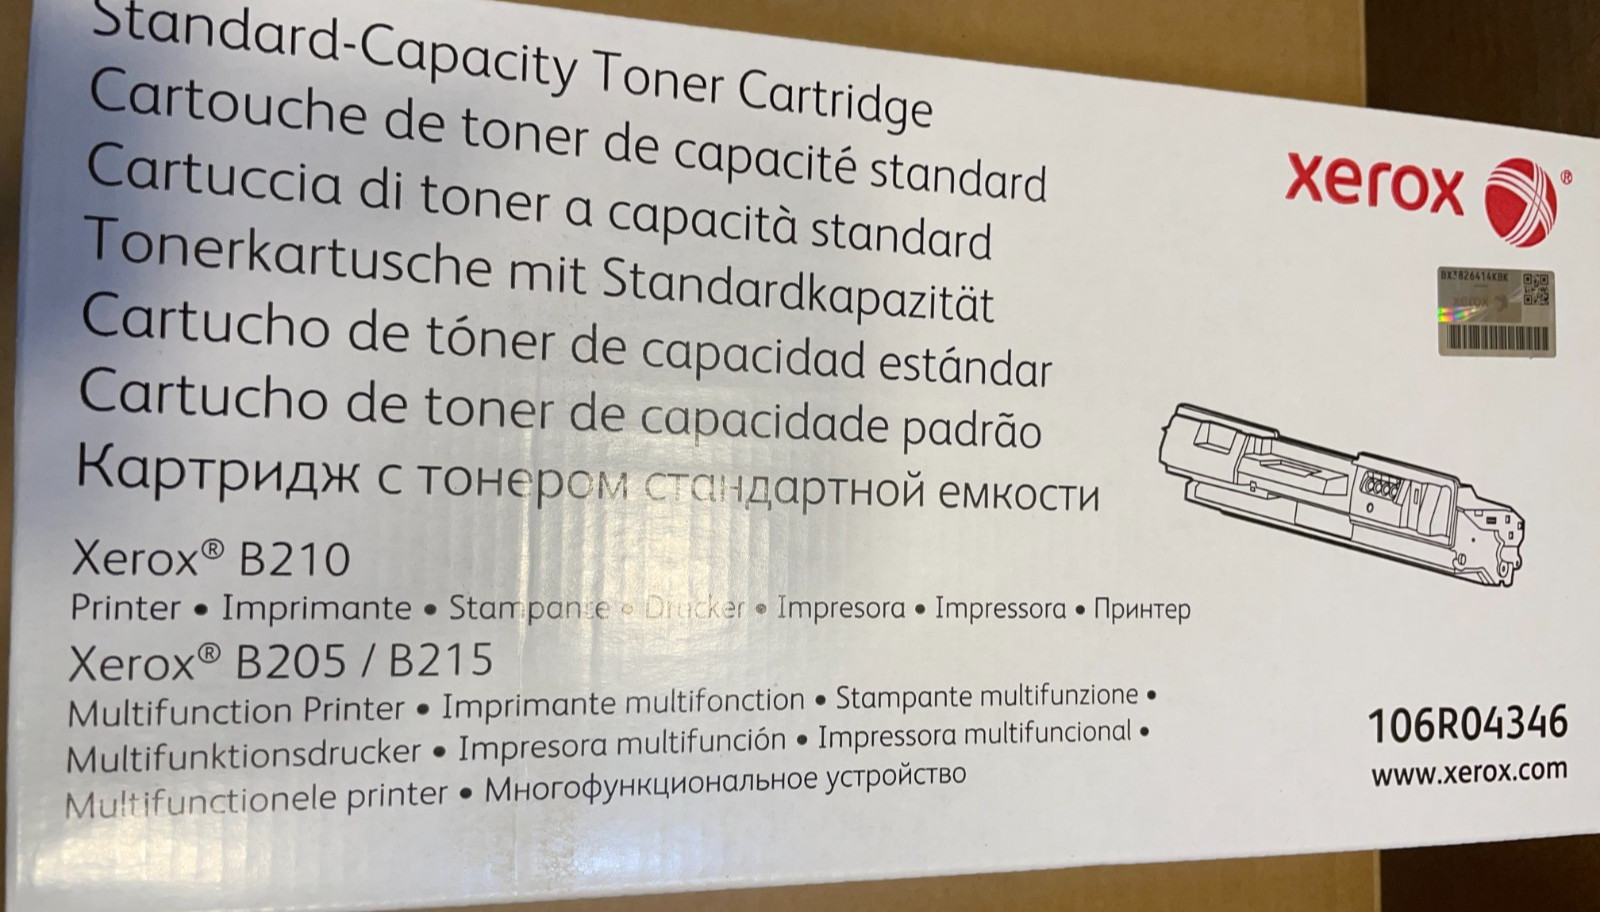 Standard-Capacity Toner Cartridge
Cartouche de toner de capacité standard
Cartuccia di toner a capacità standard
Tonerkartusche mit Standardkapazität
Cartucho de tóner de capacidad estándar
Cartucho de toner de capacidade padrão
Картридж с тонером стандартной емкости
Xerox® B210
Printer • Imprimante • Stampante • Drucker • Impresora • Impressora • Принтер
Xerox® B205 / B215
Multifunction Printer • Imprimante multifonction • Stampante multifunzione •
Multifunktionsdrucker • Impresora multifunción • Impressora multifuncional •
Multifunctionele printer • Многофункциональное устройство
xerox ®
BX3826414KBK
xerox
106R04346
www.xerox.com